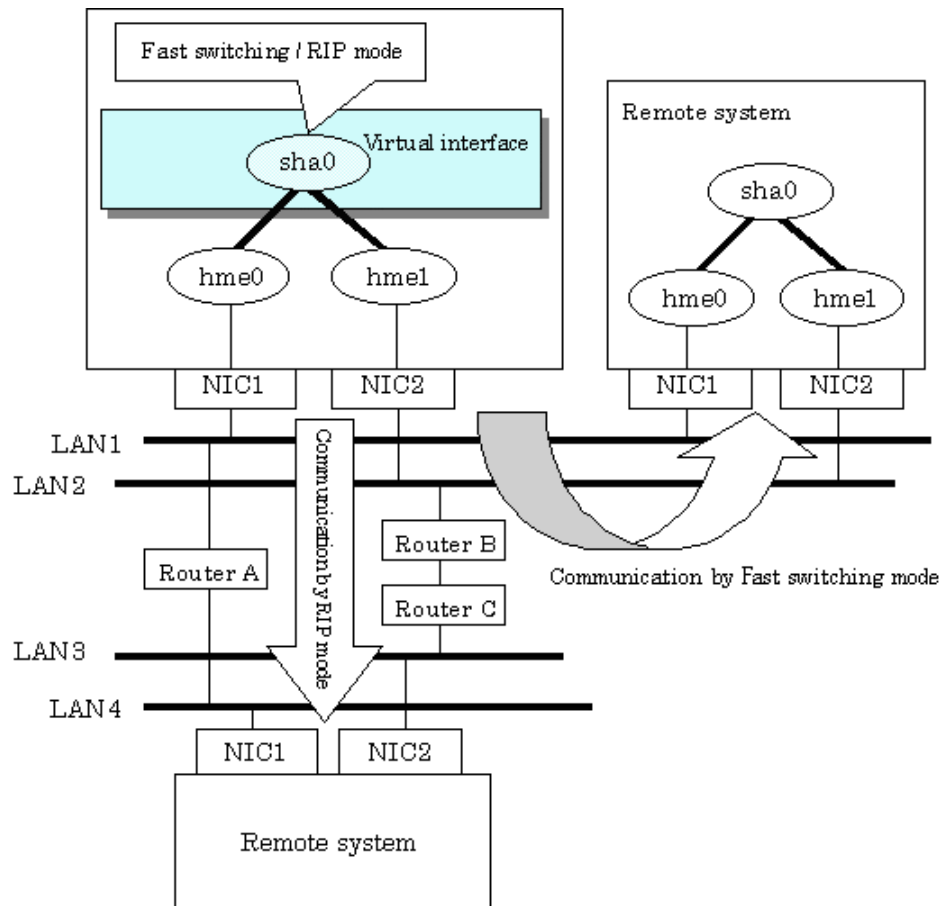 Fast switching / RIP mode
Remote system
Virtual interface
sha0
sha0
hme0
hme1
hme0
hme1
NIC1
NIC2
NIC1
NIC2
LAN1
LAN2
Communication by RIP mode
Router B
Router A
Communication by Fast switching mode
Router C
LAN3
LAN4
NIC1
NIC2
Remote system